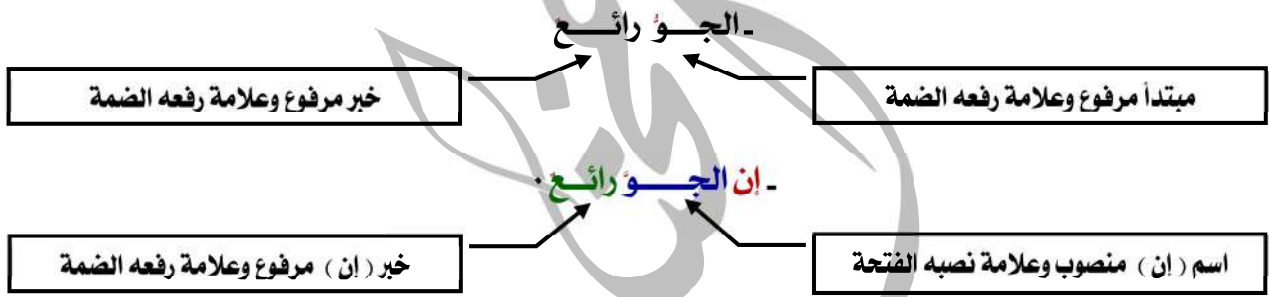 ـ الجـــوُّ رائـــعٌ
مبتدأ مرفوع وعلامة رفعه الضمة
خبر مرفوع وعلامة رفعه الضمة
ـ إن الجـــوَّ رائـــعٌ .
اسم ( إن ) منصوب وعلامة نصبه الفتحة
خبر ( إن ) مرفوع وعلامة رفعه الضمة